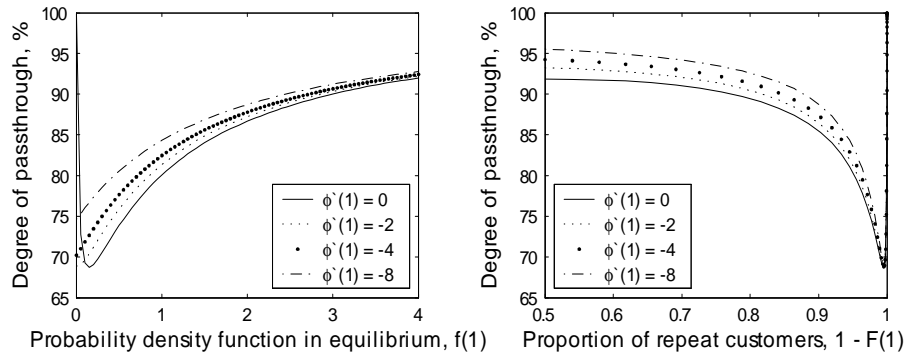 Degree of passthrough, %
100
95
90
85
80
75
70
65
0
1
2
3
4
ϕ`(1) = 0
ϕ`(1) = -2
ϕ`(1) = -4
ϕ`(1) = -8
Probability density function in equilibrium, f(1)
Degree of passthrough, %
100
95
90
85
80
75
70
65
0.5
0.6
0.7
0.8
0.9
1
ϕ`(1) = 0
ϕ`(1) = -2
ϕ`(1) = -4
ϕ`(1) = -8
Proportion of repeat customers, 1 - F(1)